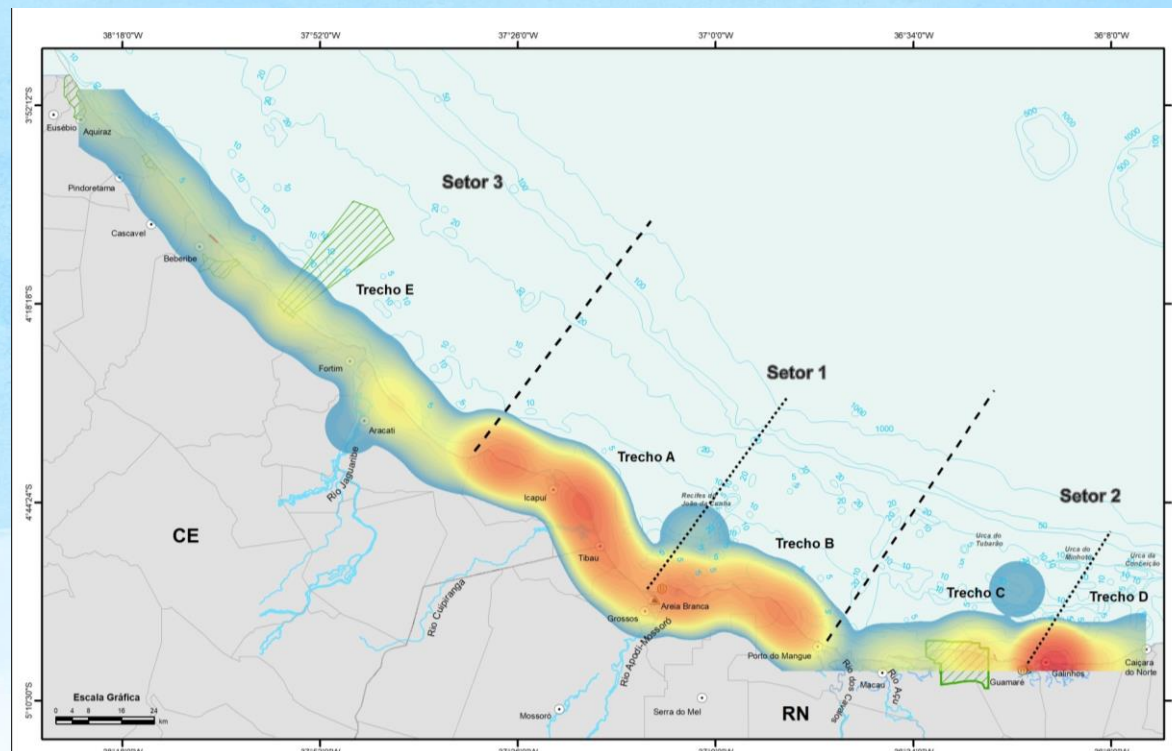 38°18'0"W
37°52'0"W
37°26'0"W
37°0'0"W
36°34'0"W
36°8'0"W
3°52'12"S
4°18'18"S
4°44'24"S
5°10'30"S
Eusébio
Aquiraz
Pindoretama
Cascavel
Beberibe
Setor 3
Trecho E
Fortim
Aracati
Rio Jaguaribe
Setor 1
Trecho A
Icapuí
Recifes de
João da Cunha
Setor 2
CE
Tibau
Trecho B
Urca do
Tubarão
Urca do
Minhoto
Urca da
Conceição
Trecho C
Trecho D
Rio Cuipiranga
Grossos
Areia Branca
Rio Apodi-Mossoró
Porto do Mangue
Rio dos Cavalos
Macau
Rio Açu
Guamaré
Galinhos
Caiçara
do Norte
Serra do Mel
Mossoró
RN
Escala Gráfica
0 4 8 16 24
km